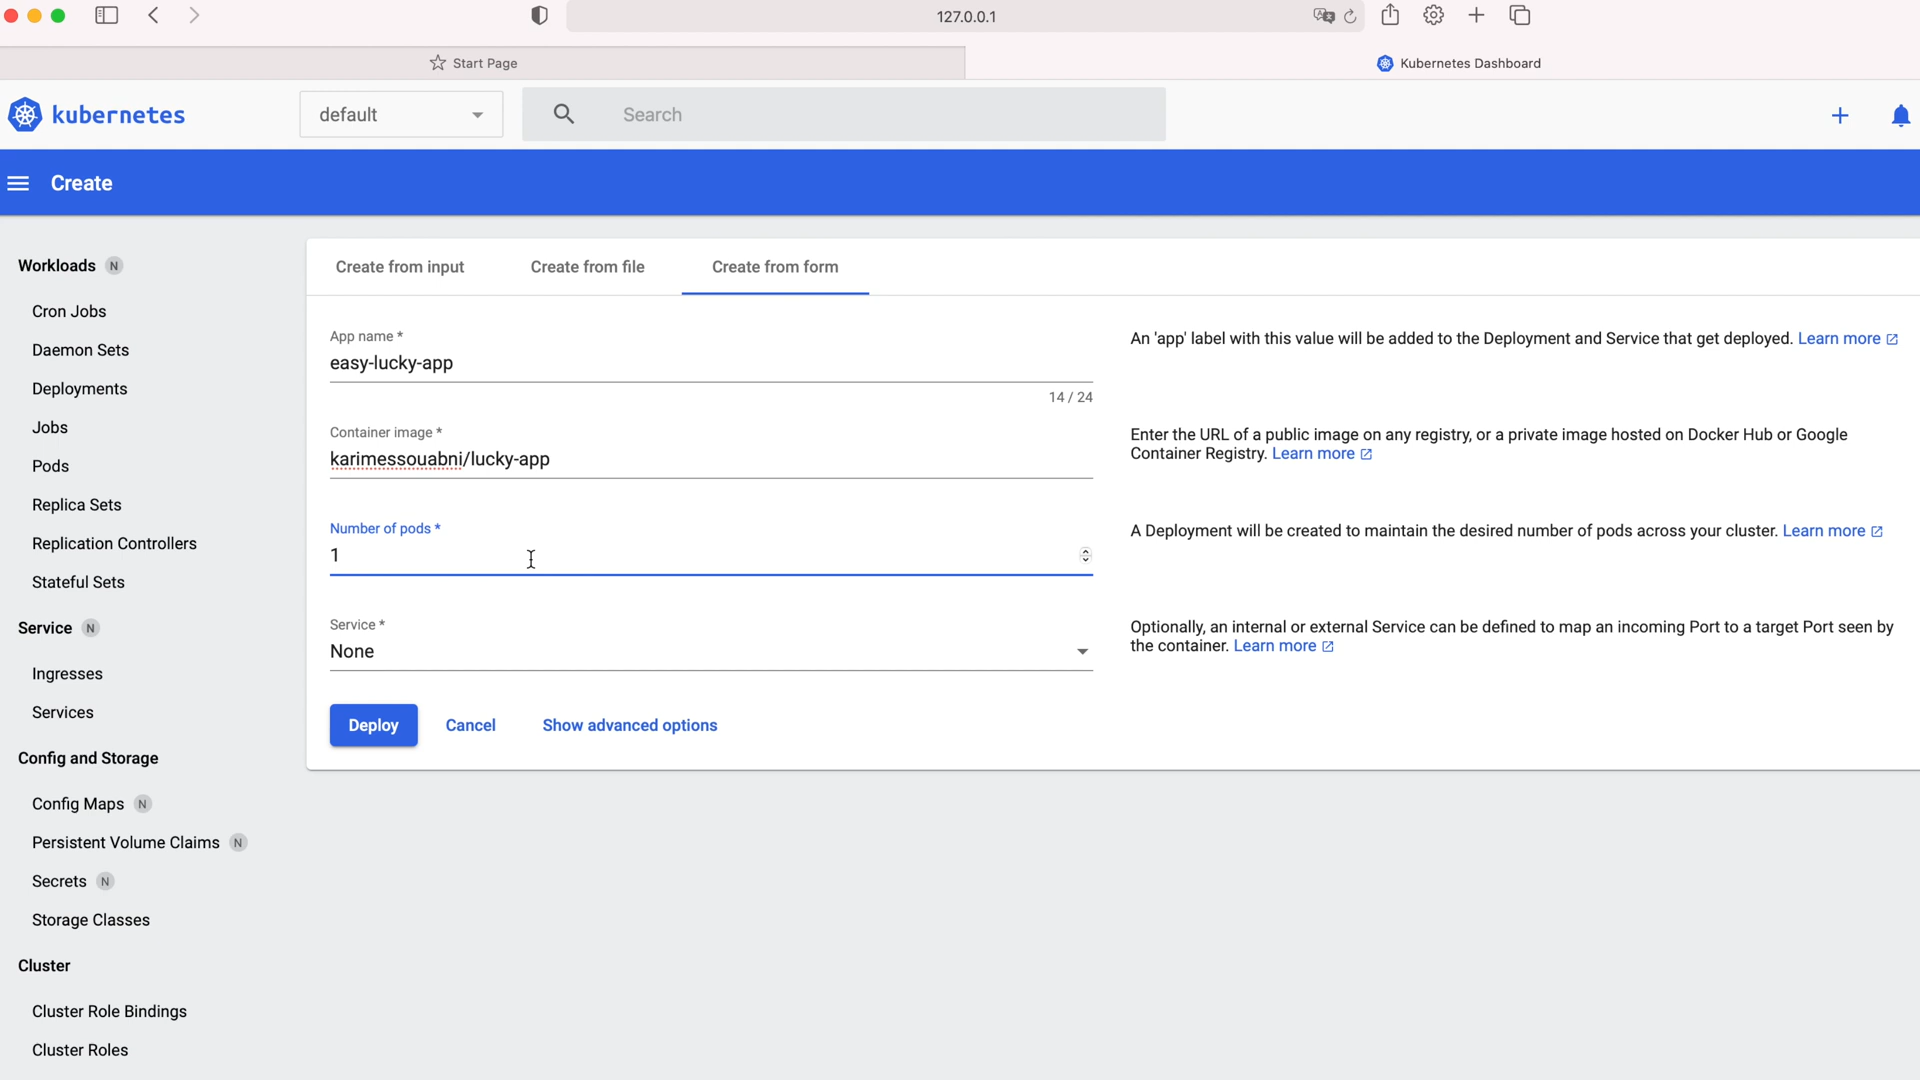 127.0.0.1
Start Page
Kubernetes Dashboard
kubernetes
default
Search
Create
Workloads N
Cron Jobs
Daemon Sets
Deployments
Jobs
Pods
Replica Sets
Replication Controllers
Stateful Sets
Service N
Ingresses
Services
Config and Storage
Config Maps N
Persistent Volume Claims N
Secrets N
Storage Classes
Cluster
Cluster Role Bindings
Cluster Roles
Create from input
Create from file
Create from form
App name *
easy-lucky-app
14 / 24
An 'app' label with this value will be added to the Deployment and Service that get deployed. Learn more
Container image *
karimessouabni/lucky-app
Enter the URL of a public image on any registry, or a private image hosted on Docker Hub or Google
Container Registry. Learn more
Number of pods *
1
A Deployment will be created to maintain the desired number of pods across your cluster. Learn more
Service *
None
Optionally, an internal or external Service can be defined to map an incoming Port to a target Port seen by
the container. Learn more
Deploy
Cancel
Show advanced options